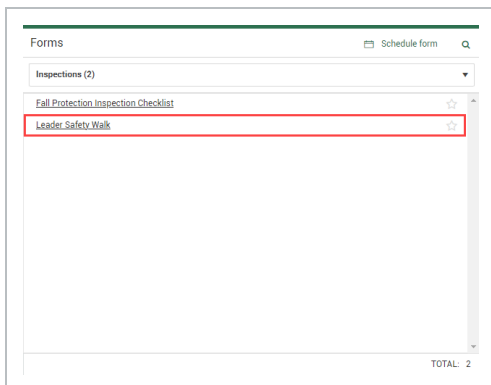 Forms
Schedule form
Inspections (2)
Fall Protection Inspection Checklist
Leader Safety Walk
TOTAL: 2